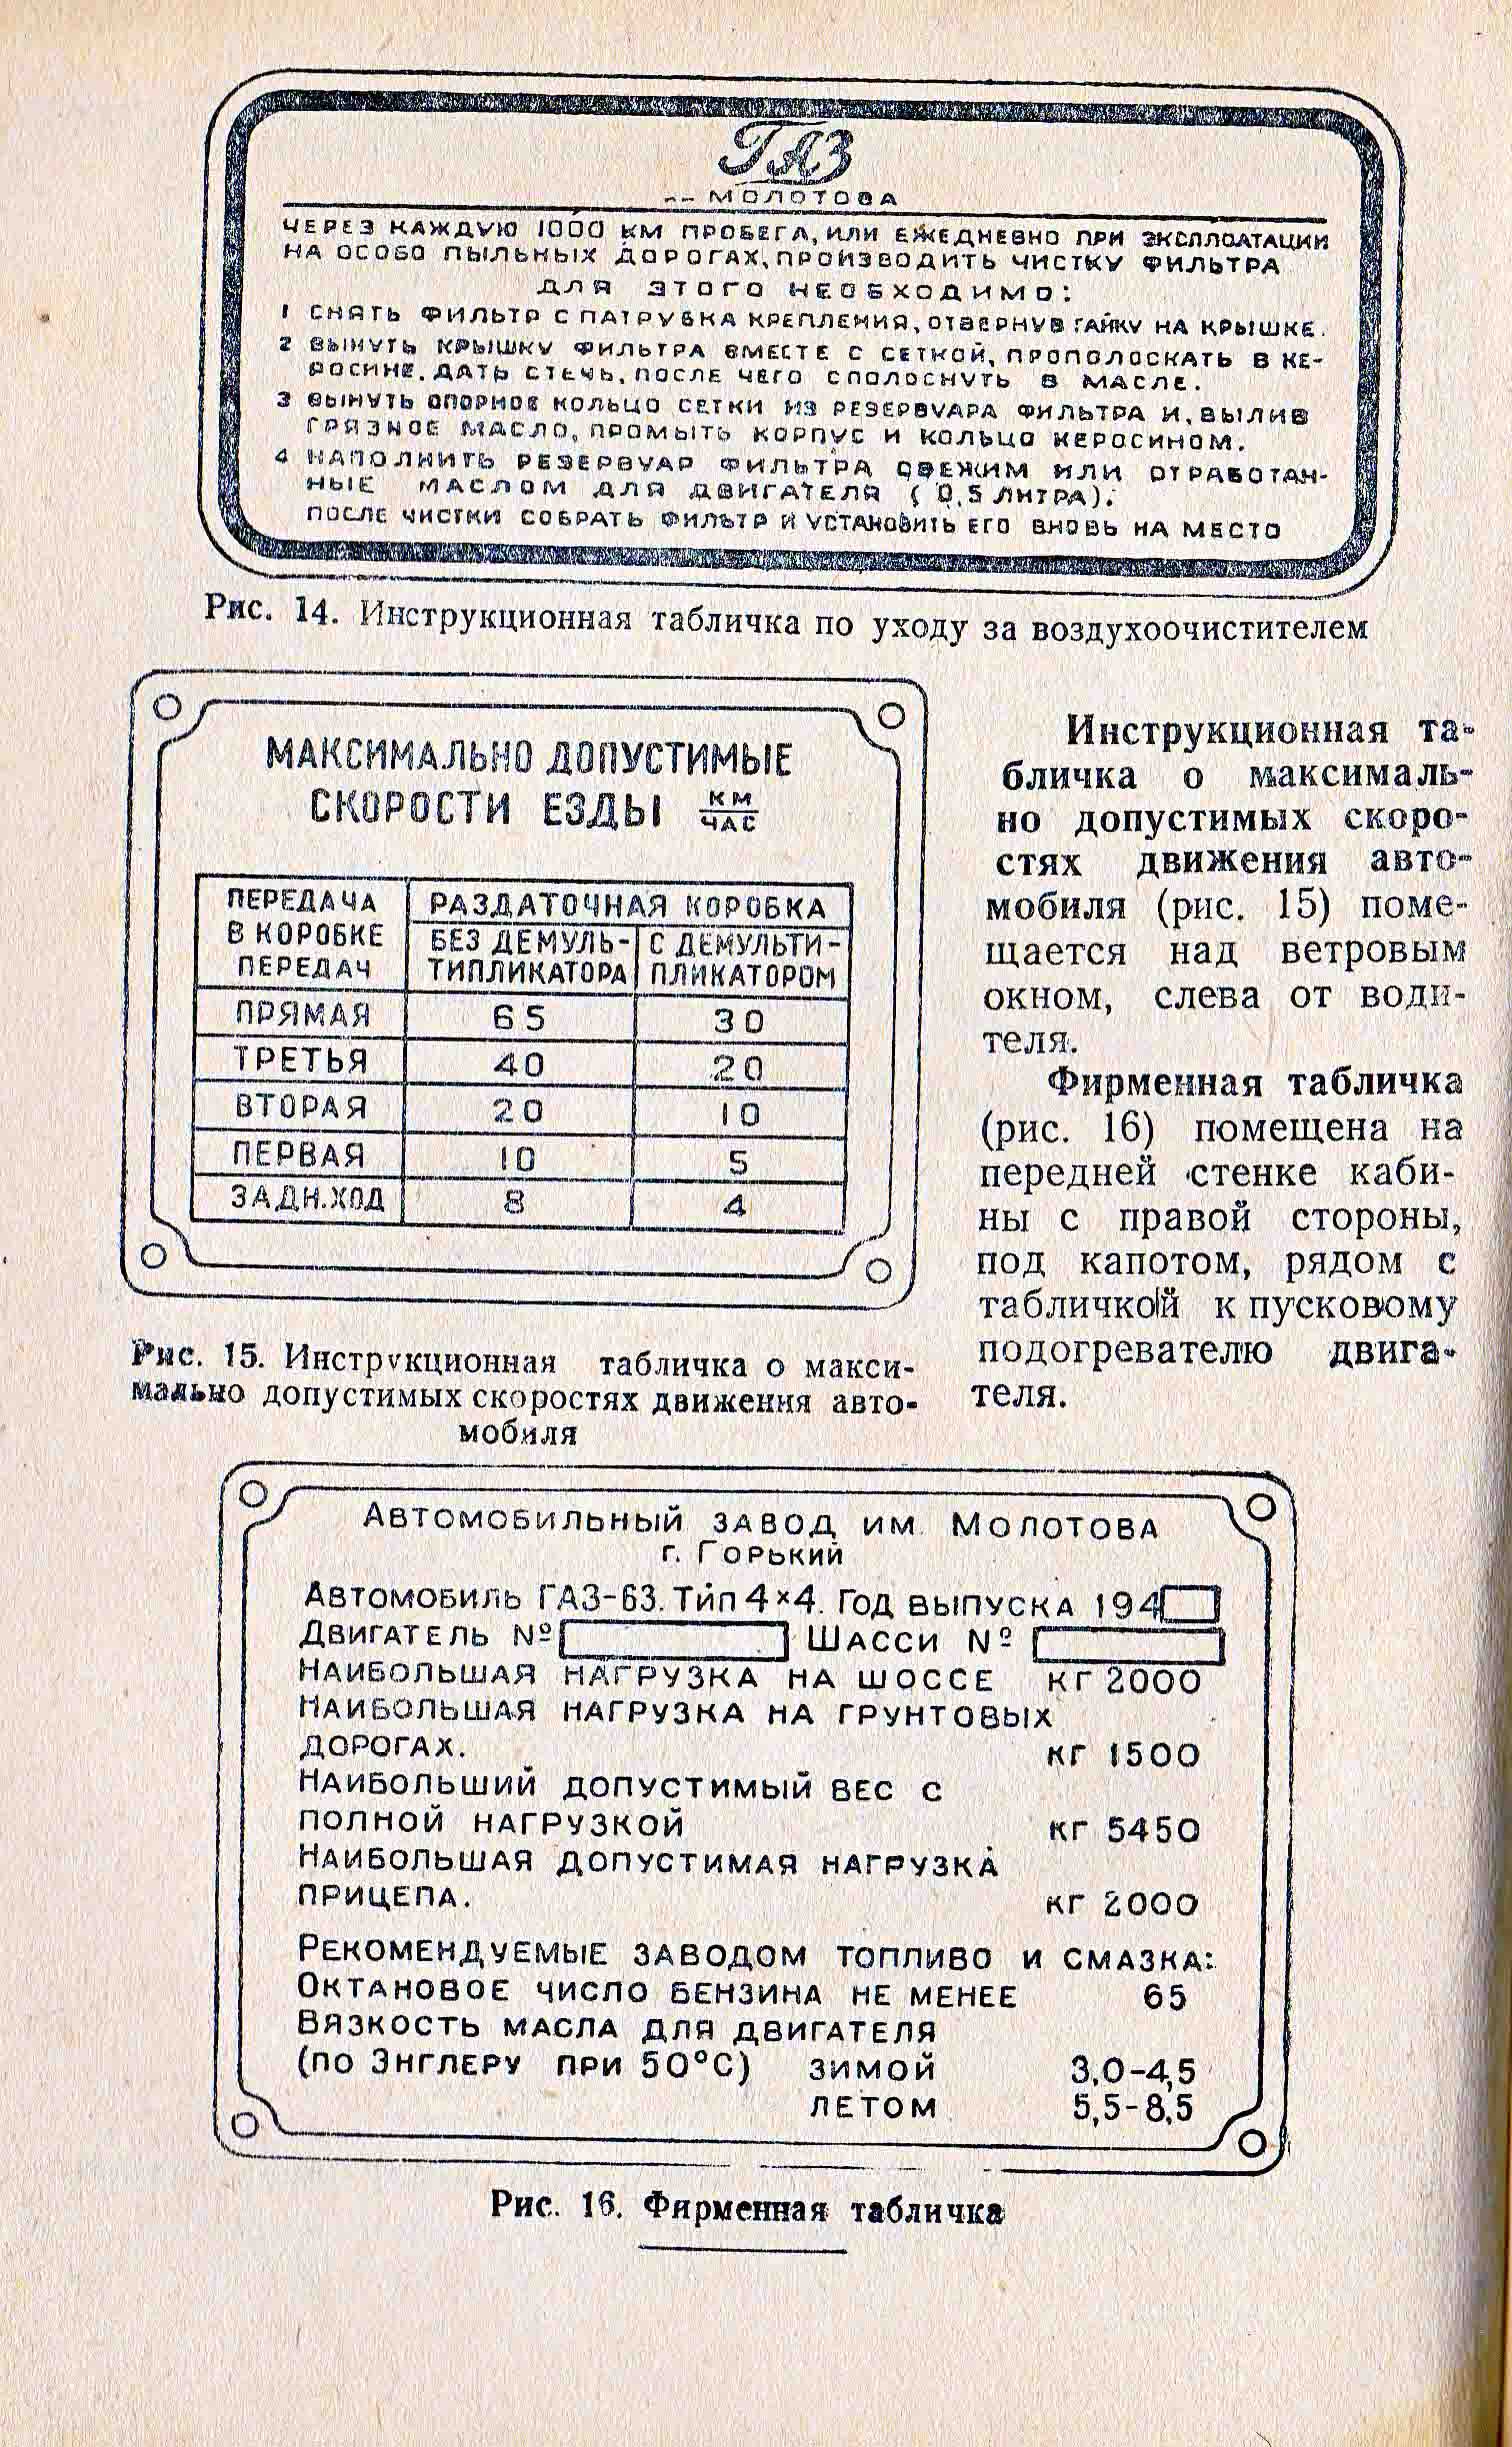 ГАЗ
-- МОЛОТОВА
ЧЕРЕЗ КАЖДУЮ 1000 КМ ПРОБЕГА, ИЛИ ЕЖЕДНЕВНО ПРИ ЭКСПЛОАТАЦИИ
НА ОСОБО ПЫЛЬНЫХ ДОРОГАХ, ПРОИЗВОДИТЬ ЧИСТКУ ФИЛЬТРА
ДЛЯ ЭТОГО НЕОБХОДИМО:
1 СНЯТЬ ФИЛЬТР С ПАТРУБКА КРЕПЛЕНИЯ, ОТВЕРНУВ ГАЙКУ НА КРЫШКЕ.
2 ВЫНУТЬ КРЫШКУ ФИЛЬТРА ВМЕСТЕ С СЕТКОЙ, ПРОПОЛОСКАТЬ В КЕ-
РОСИНЕ. ДАТЬ СТЕЧЬ, ПОСЛЕ ЧЕГО СПОЛОСНУТЬ В МАСЛЕ.
3 ВЫНУТЬ ОПОРНОЕ КОЛЬЦО СЕТКИ ИЗ РЕЗЕРВУАРА ФИЛЬТРА И, ВЫЛИВ
ГРЯЗНОЕ МАСЛО, ПРОМЫТЬ КОРПУС И КОЛЬЦО КЕРОСИНОМ.
4 НАПОЛНИТЬ РЕЗЕРВУАР ФИЛЬТРА СВЕЖИМ ИЛИ ОТРАБОТАН-
НЫЕ МАСЛОМ ДЛЯ ДВИГАТЕЛЯ (0,5 ЛИТРА).
ПОСЛЕ ЧИСТКИ СОБРАТЬ ФИЛЬТР И УСТАНОВИТЬ ЕГО ВНОВЬ НА МЕСТО
Рис. 14. Инструкционная табличка по уходу за воздухоочистителем
МАКСИМАЛЬНО ДОПУСТИМЫЕ
СКОРОСТИ ЕЗДЫ КМ/ЧАС
ПЕРЕДАЧА В КОРОБКЕ ПЕРЕДАЧ РАЗДАТОЧНАЯ КОРОБКА
БЕЗ ДЕМУЛЬ- С ДЕМУЛЬТИ-
ТИПЛИКАТОРА ПЛИКАТОРОМ
ПРЯМАЯ 65 30
ТРЕТЬЯ 40 20
ВТОРАЯ 20 10
ПЕРВАЯ 10 5
ЗАДН. ХОД 8 4
Рис. 15. Инструкционная табличка о макси-
мально допустимых скоростях движения авто-
мобиля
Инструкционная та-
бличка о максималь-
но допустимых скоро-
стях движения авто-
мобиля (рис. 15) поме-
щается над ветровым
окном, слева от води-
теля.
Фирменная табличка
(рис. 16) помещена на
передней стенке каби-
ны с правой стороны,
под капотом, рядом с
табличкой к пусковому
подогревателю двига-
теля.
АВТОМОБИЛЬНЫЙ ЗАВОД ИМ. МОЛОТОВА
г. ГОРЬКИЙ
АВТОМОБИЛЬ ГАЗ-63. ТИП 4×4. ГОД ВЫПУСКА 194
ДВИГАТЕЛЬ № ШАССИ №
НАИБОЛЬШАЯ НАГРУЗКА НА ШОССЕ КГ 2000
НАИБОЛЬШАЯ НАГРУЗКА НА ГРУНТОВЫХ
ДОРОГАХ. КГ 1500
НАИБОЛЬШИЙ ДОПУСТИМЫЙ ВЕС С
ПОЛНОЙ НАГРУЗКОЙ КГ 5450
НАИБОЛЬШАЯ ДОПУСТИМАЯ НАГРУЗКА
ПРИЦЕПА. КГ 2000
РЕКОМЕНДУЕМЫЕ ЗАВОДОМ ТОПЛИВО И СМАЗКА:
ОКТАНОВОЕ ЧИСЛО БЕНЗИНА НЕ МЕНЕЕ 65
ВЯЗКОСТЬ МАСЛА ДЛЯ ДВИГАТЕЛЯ
(ПО ЭНГЛЕРУ ПРИ 50°С) ЗИМОЙ 3,0-4,5
ЛЕТОМ 5,5-8,5
Рис. 16. Фирменная табличка